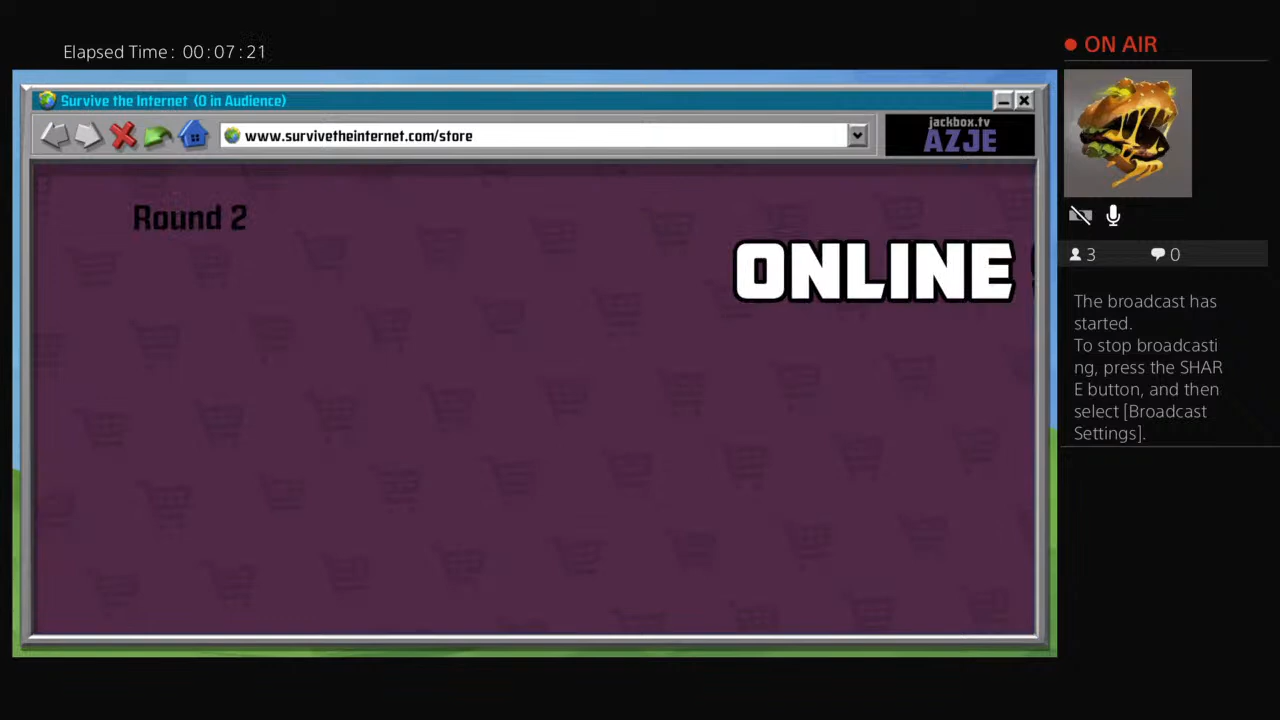 Elapsed Time: 00:07:21
ON AIR
Survive the Internet (0 in Audience)
www.survivetheinternet.com/store
jackbox.tv
AZJE
Round 2
ONLINE
3
0
The broadcast has
started.
To stop broadcasti
ng, press the SHAR
E button, and then
select [Broadcast
Settings].